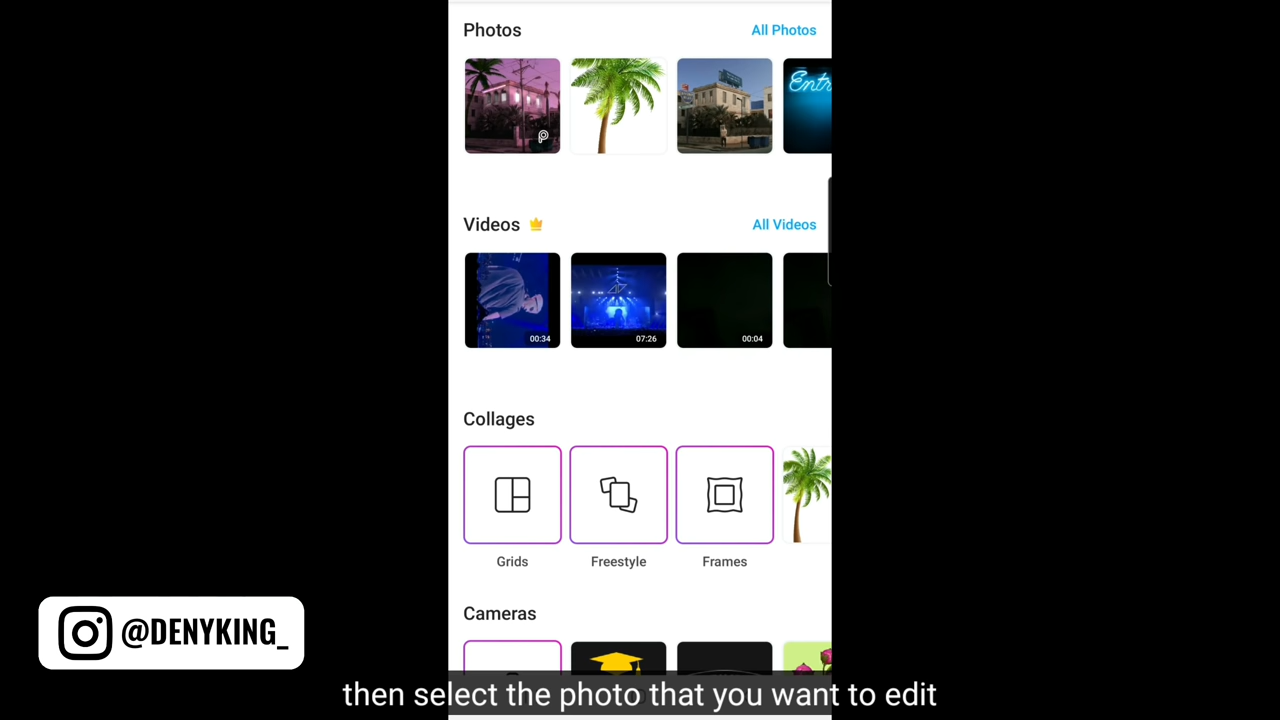 Photos
All Photos
Entr
Videos
All Videos
00:34
07:26
00:04
Collages
Grids
Freestyle
Frames
Cameras
@DENYKING_
then select the photo that you want to edit